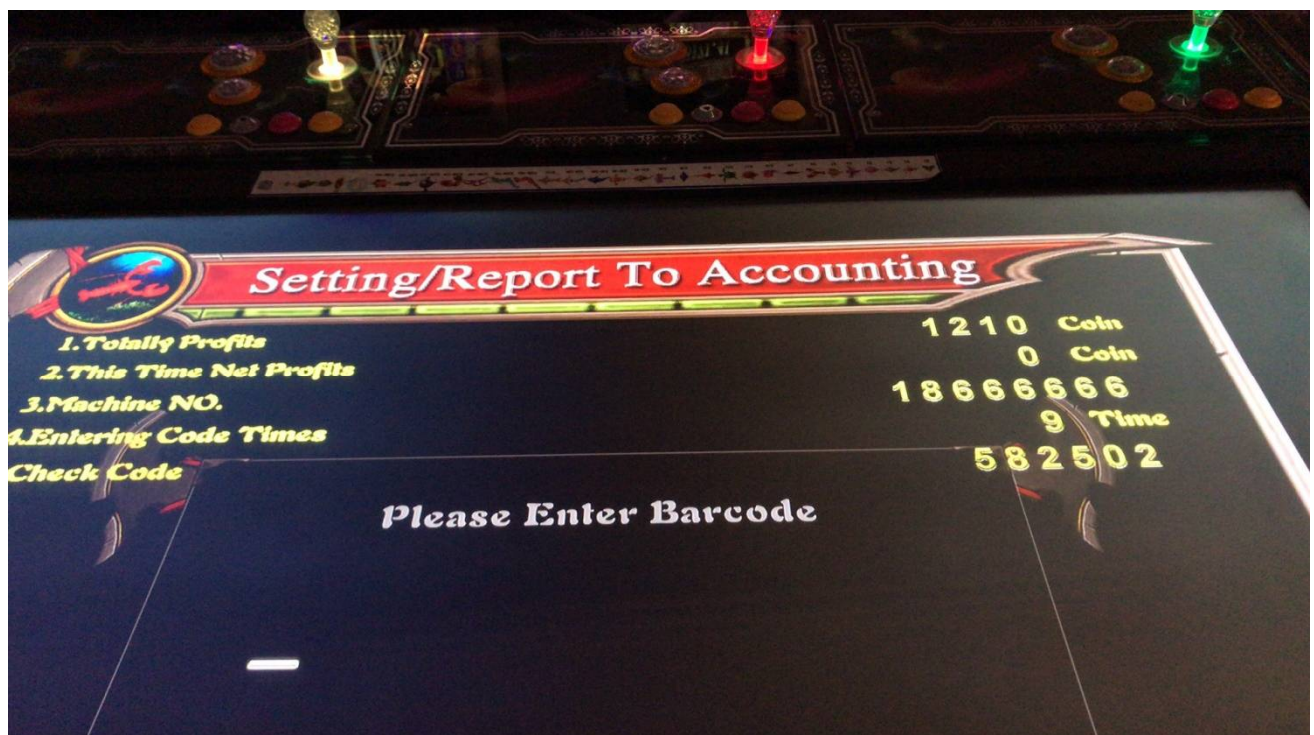 Setting/Report To Accounting
1.Totally Profits 1210 Coin
2.This Time Net Profits 0 Coin
3.Machine NO. 18666666
4.Entering Code Times 9 Time
Check Code 582502
Please Enter Barcode